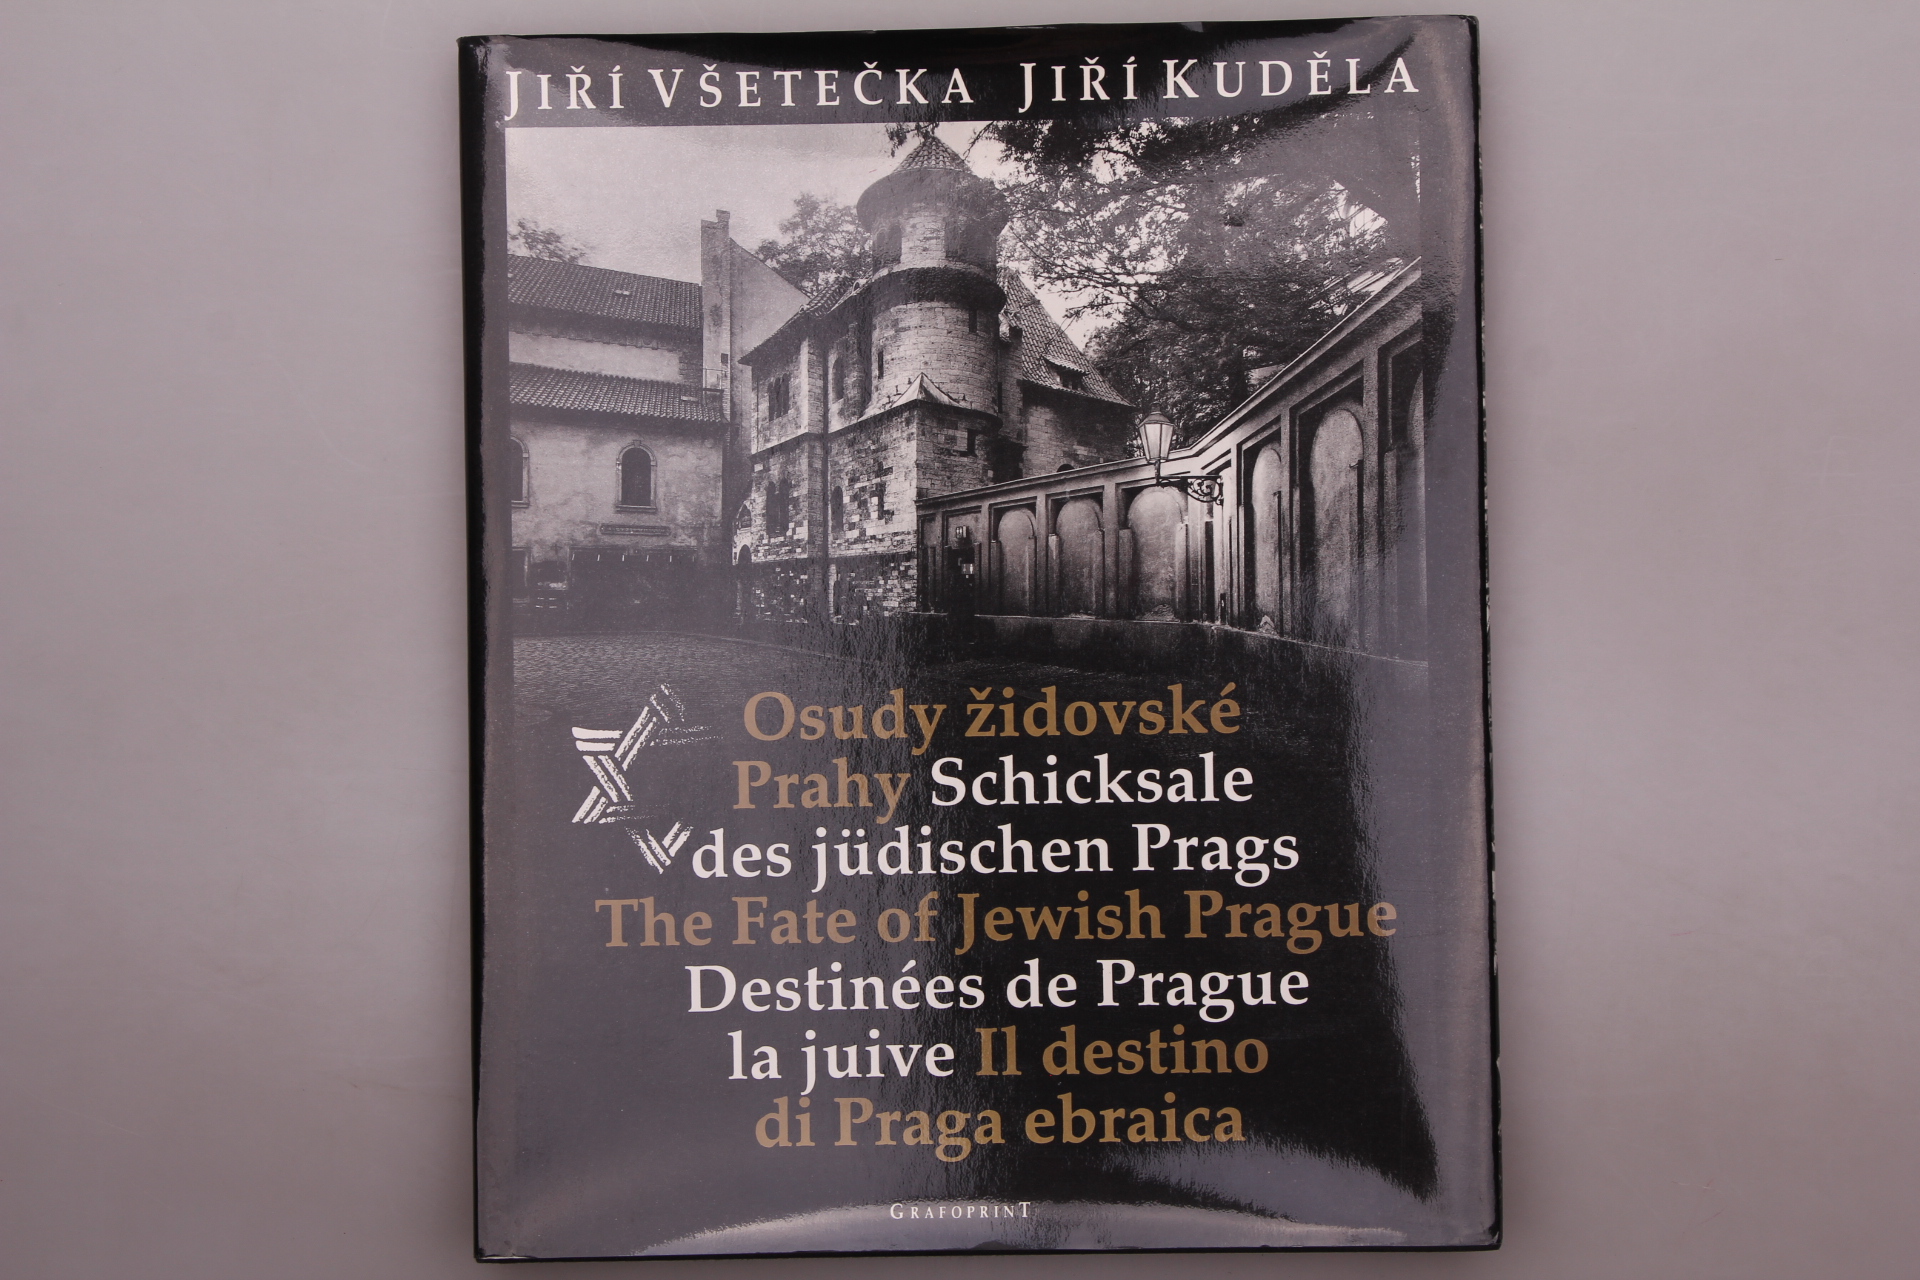 JIŘÍ VŠETEČKA JIŘÍ KUDĚLA
Osudy židovské
Prahy Schicksale
des jüdischen Prags
The Fate of Jewish Prague
Destinées de Prague
la juive Il destino
di Praga ebraica
GRAFOPRINT